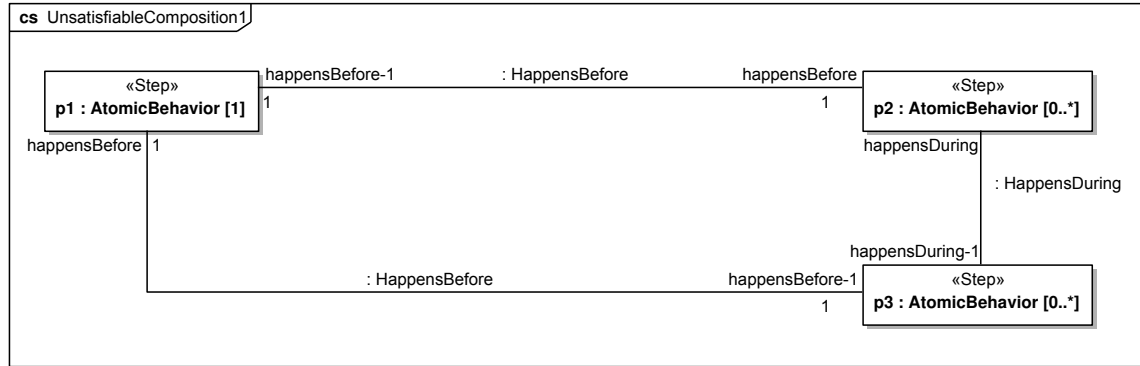 cs UnsatisfiableComposition1
«Step»
p1 : AtomicBehavior [1]
happensBefore-1
: HappensBefore
happensBefore
1
1
«Step»
p2 : AtomicBehavior [0..*]
happensBefore
1
happensDuring
: HappensDuring
happensDuring-1
: HappensBefore
happensBefore-1
1
«Step»
p3 : AtomicBehavior [0..*]